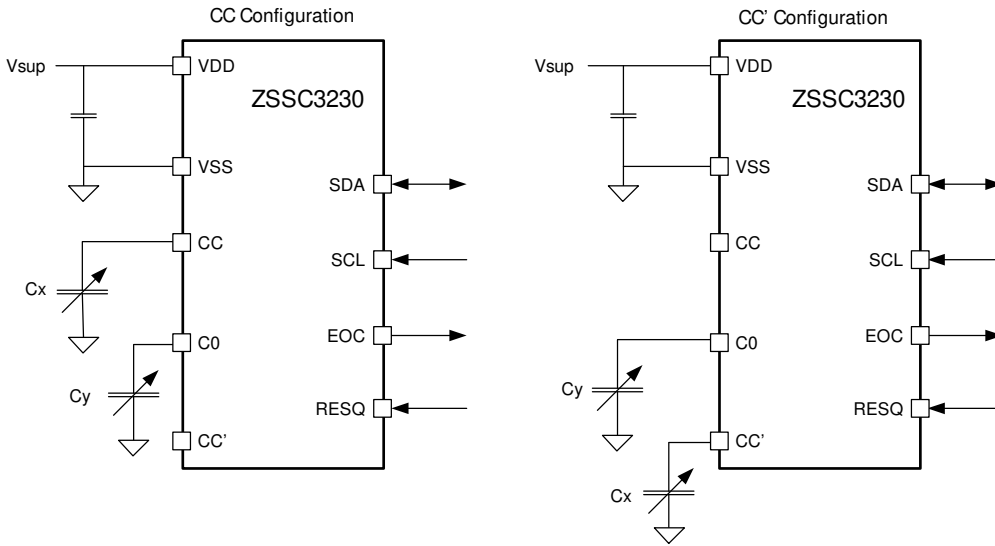 CC Configuration
Vsup
VDD
ZSSC3230
VSS
SDA
CC
SCL
Cx
C0
EOC
Cy
RESQ
CC'
CC' Configuration
Vsup
VDD
ZSSC3230
VSS
SDA
CC
SCL
C0
EOC
Cy
RESQ
CC'
Cx